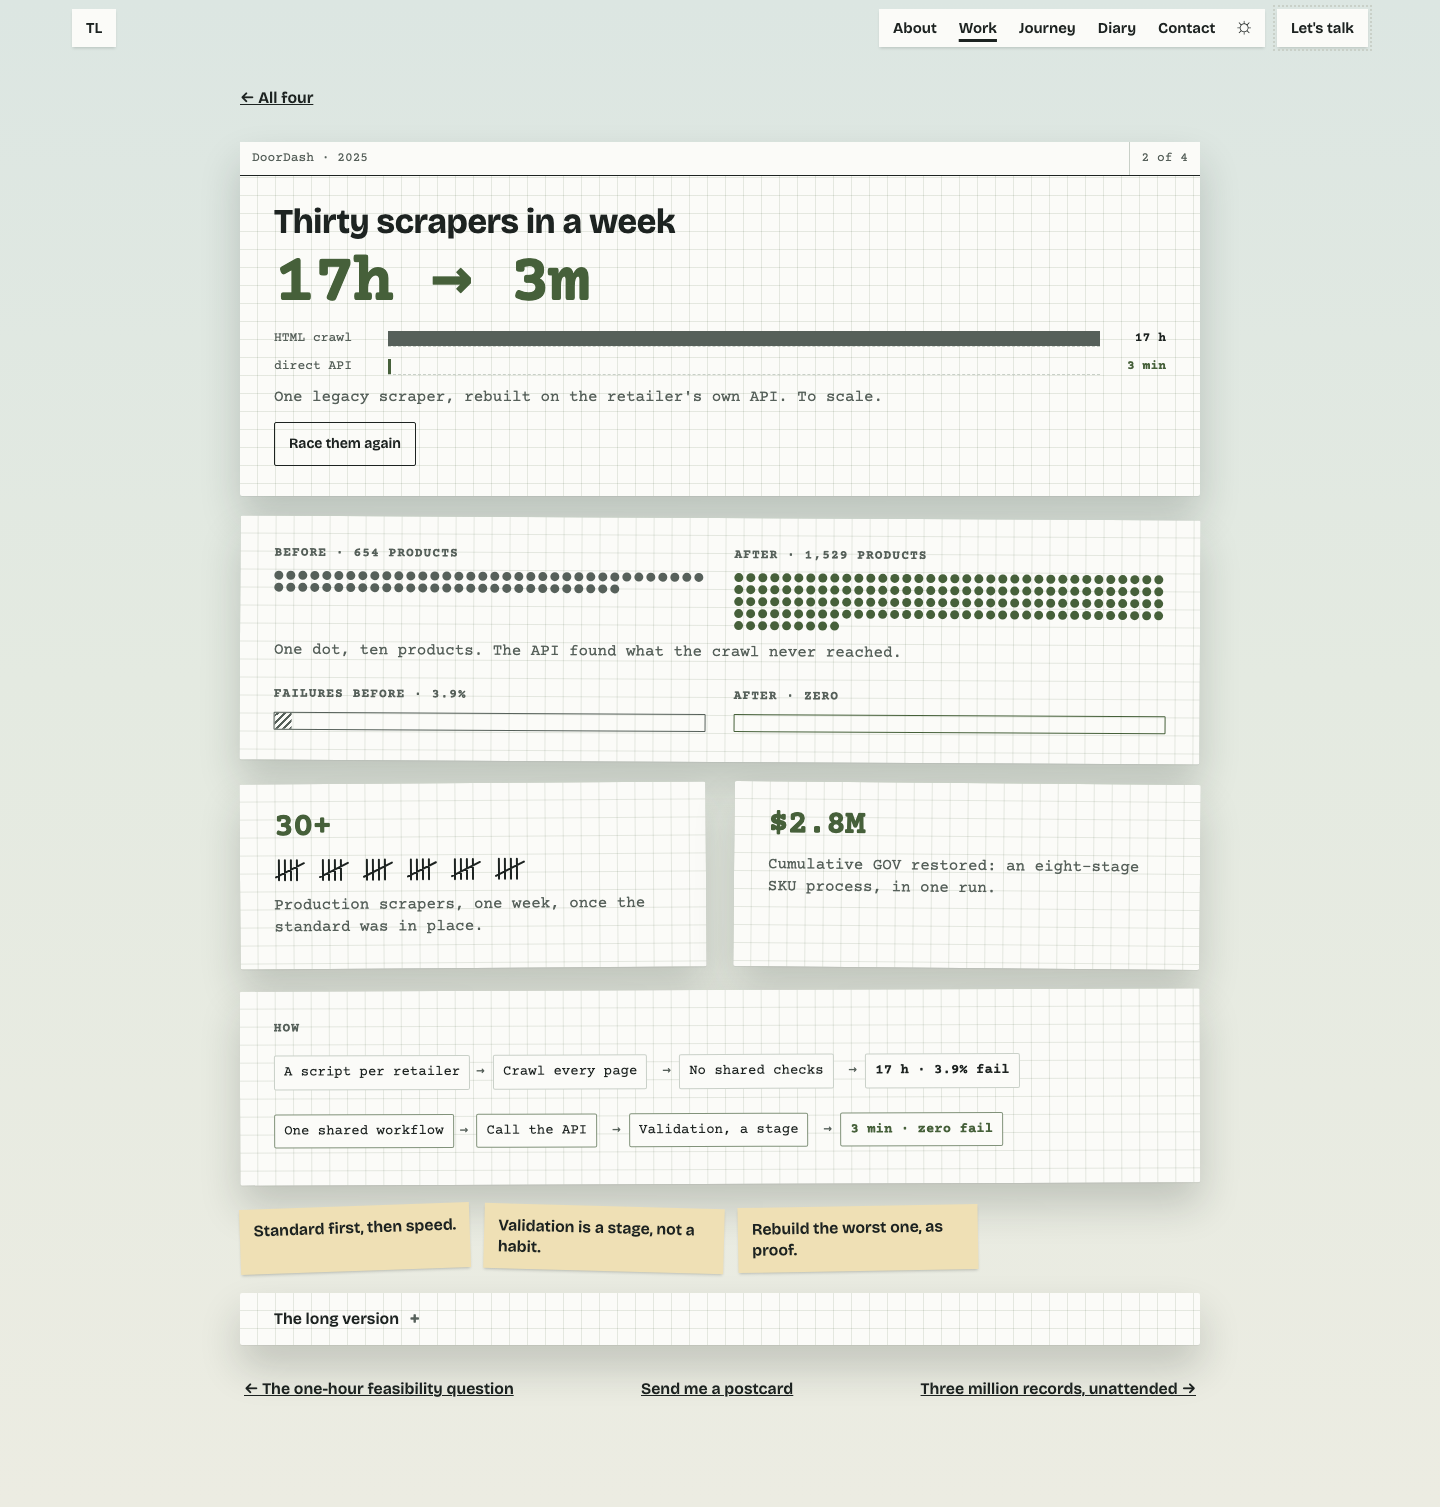 TL
About Work Journey Diary Contact Let's talk
← All four
DoorDash · 2025
2 of 4
Thirty scrapers in a week
17h → 3m
HTML crawl 17 h
direct API 3 min
One legacy scraper, rebuilt on the retailer's own API. To scale.
Race them again
BEFORE · 654 PRODUCTS
AFTER · 1,529 PRODUCTS
One dot, ten products. The API found what the crawl never reached.
FAILURES BEFORE · 3.9%
AFTER · ZERO
30+
Production scrapers, one week, once the
standard was in place.
$2.8M
Cumulative GOV restored: an eight-stage
SKU process, in one run.
HOW
A script per retailer → Crawl every page → No shared checks → 17 h · 3.9% fail
One shared workflow → Call the API → Validation, a stage → 3 min · zero fail
Standard first, then speed.
Validation is a stage, not a
habit.
Rebuild the worst one, as
proof.
The long version +
← The one-hour feasibility question
Send me a postcard
Three million records, unattended →